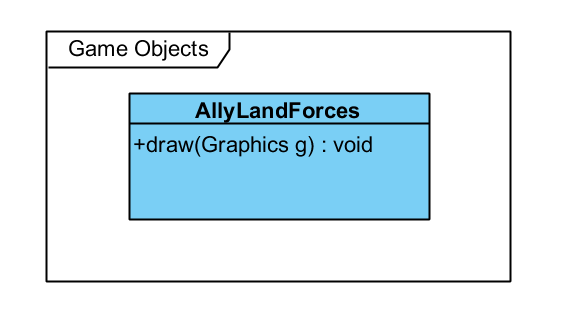 Game Objects
AllyLandForces
+draw(Graphics g) : void